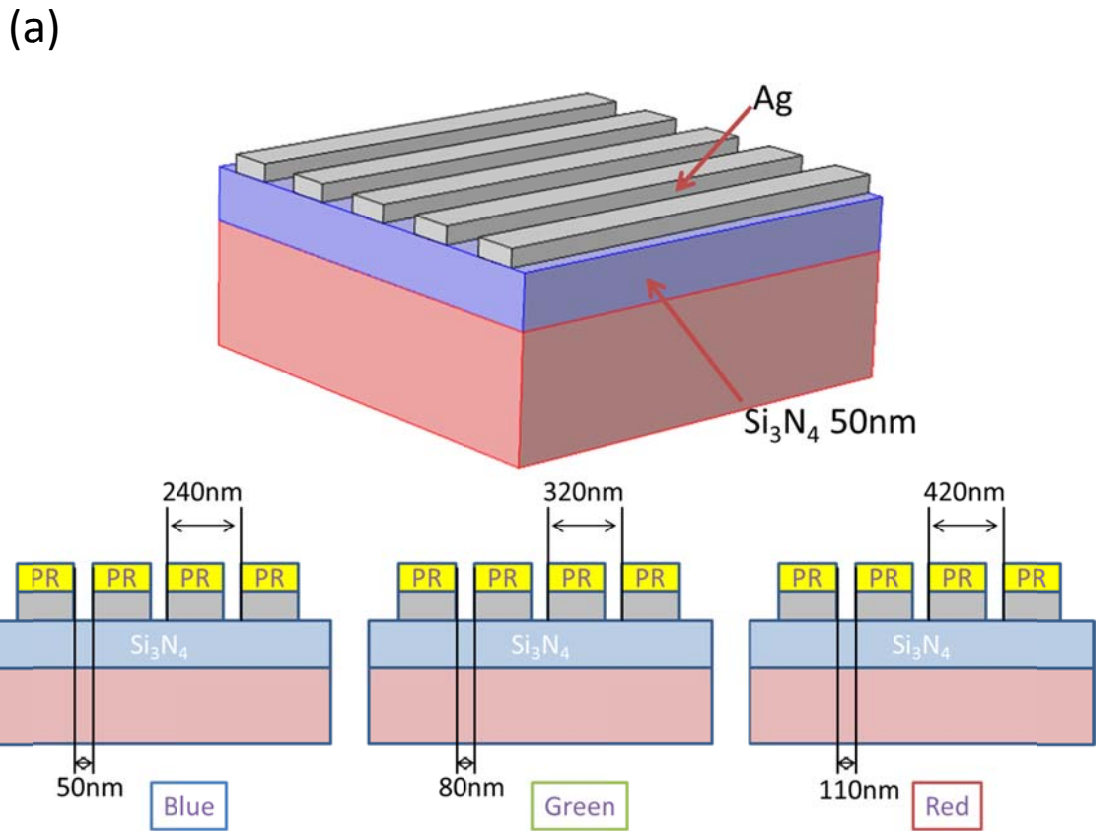 (a)
Ag
Si₃N₄ 50nm
240nm
320nm
420nm
PR PR PR PR
PR PR PR PR
PR PR PR PR
Si₃N₄
Si₃N₄
Si₃N₄
50nm
80nm
110nm
Blue
Green
Red